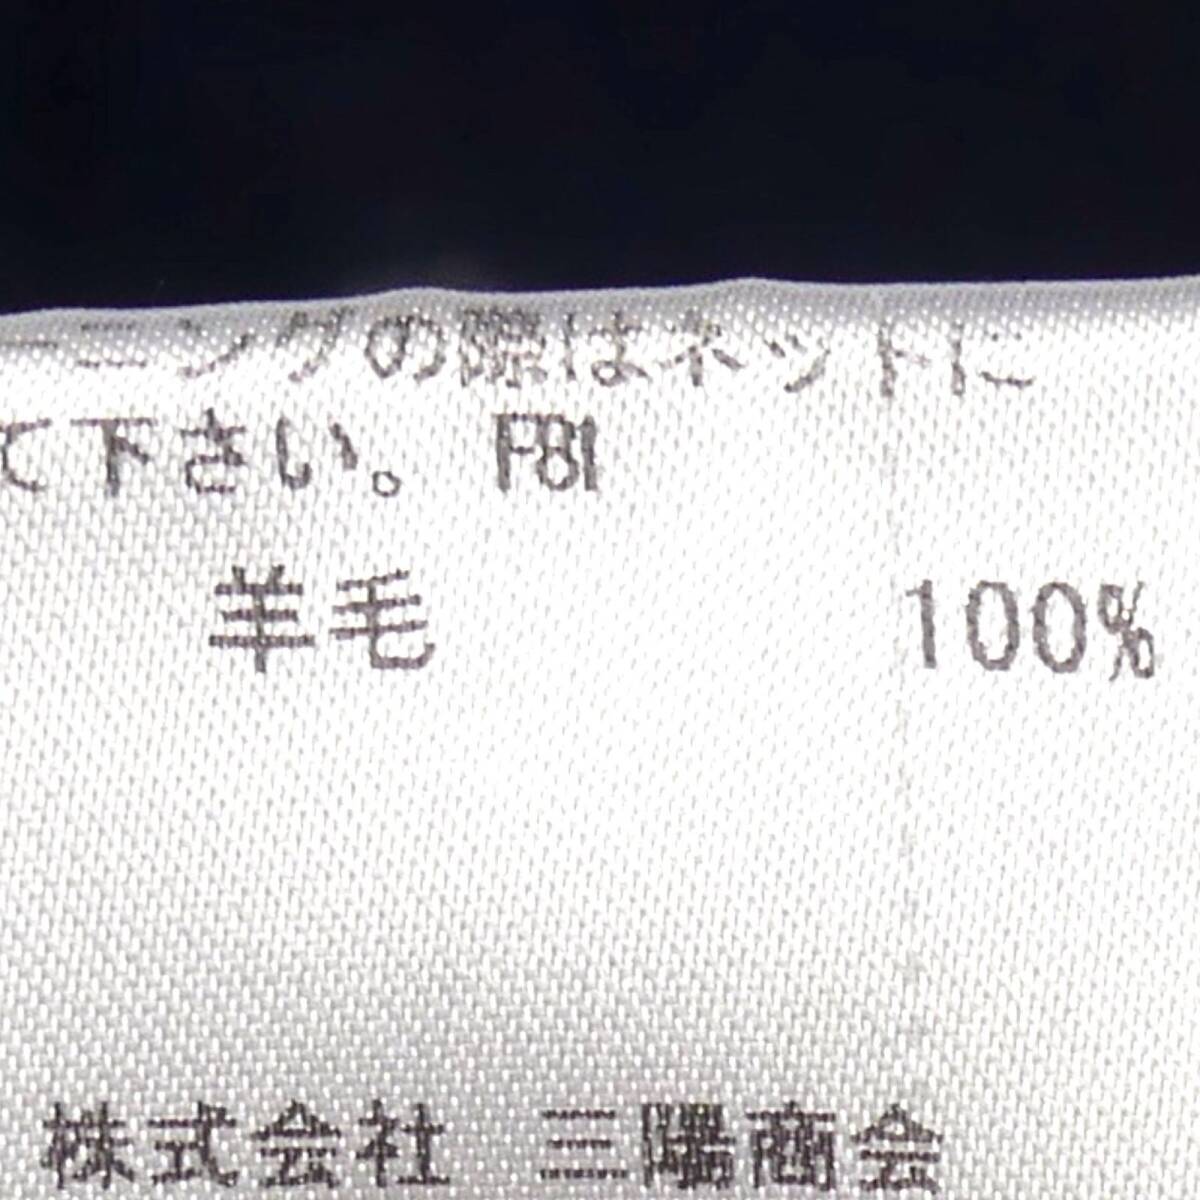 ーニングの際はネットに
て下さい。 F81
羊毛 100%
株式会社 三陽商会